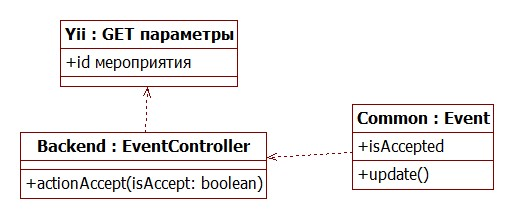 Yii : GET параметры
+id мероприятия
Backend : EventController
+actionAccept(isAccept: boolean)
Common : Event
+isAccepted
+update()